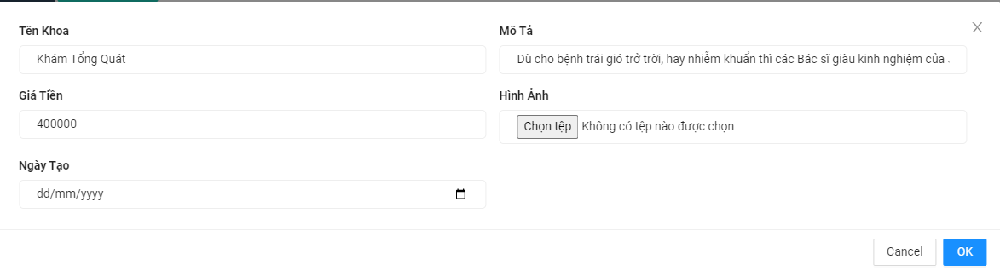 Tên Khoa
Mô Tả
Khám Tổng Quát
Dù cho bệnh trái gió trở trời, hay nhiễm khuẩn thì các Bác sĩ giàu kinh nghiệm của
Giá Tiền
Hình Ảnh
400000
Chọn tệp Không có tệp nào được chọn
Ngày Tạo
dd/mm/yyyy
Cancel
OK